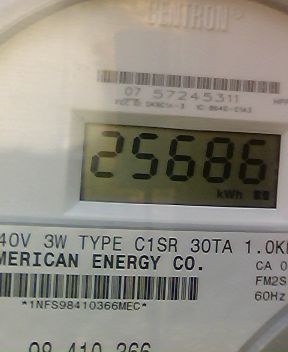 CENTRON®
07 57245311
25686
kWh
40V 3W TYPE C1SR 30TA 1.0K
MERICAN ENERGY CO.
CA 0
FM2S
*1NFS98410366MEC*
60Hz
98 410 366